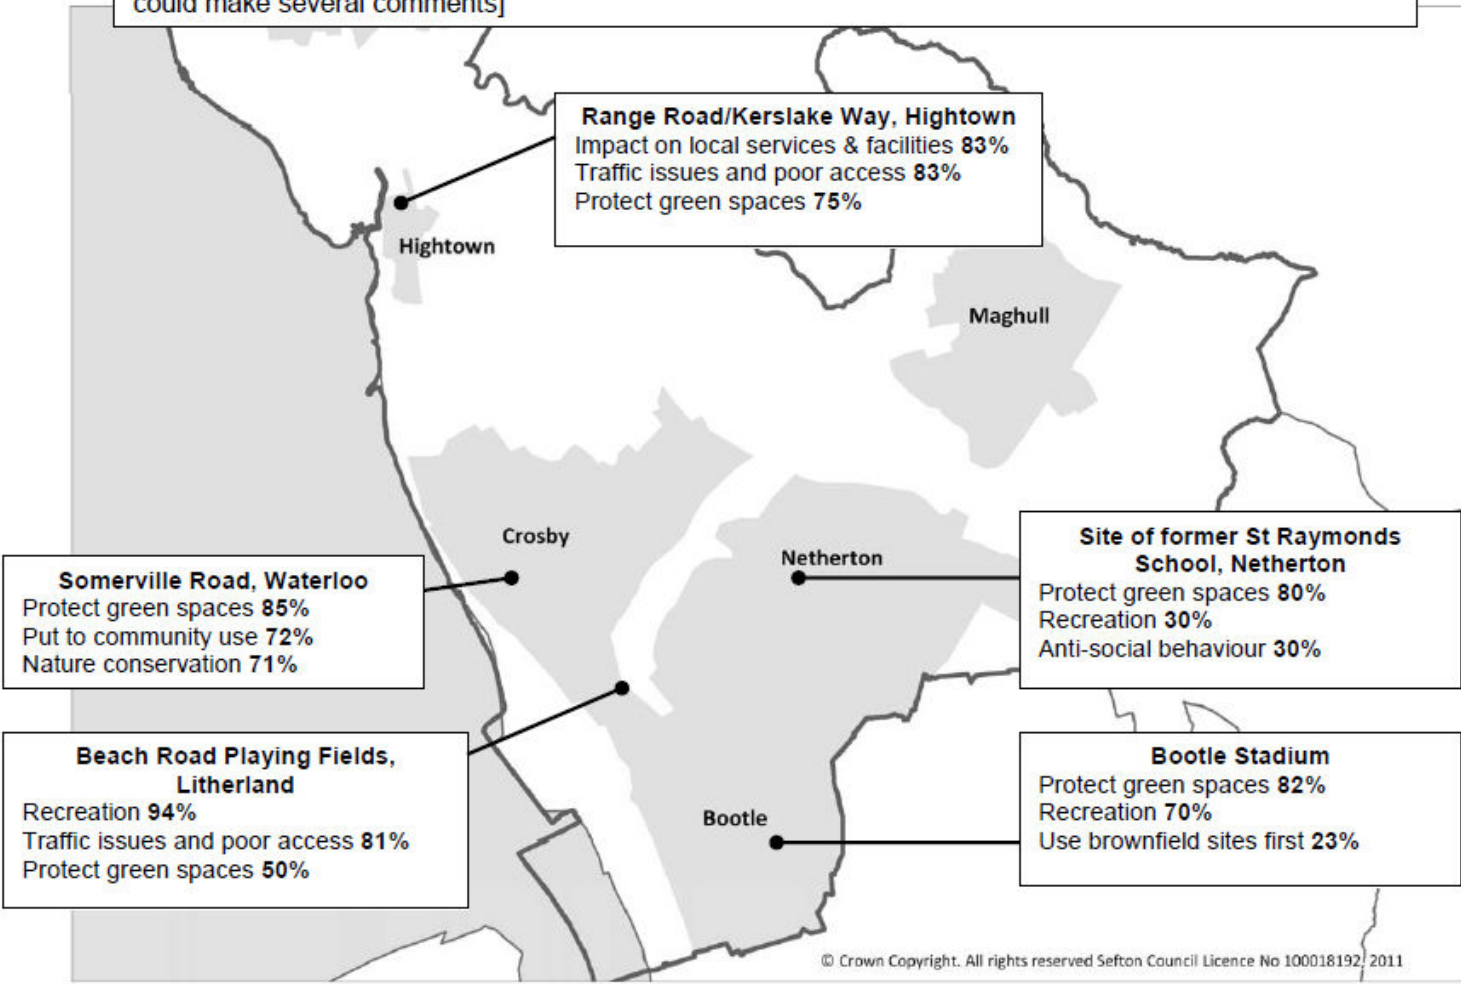 could make several comments]
Range Road/Kerslake Way, Hightown
Impact on local services & facilities 83%
Traffic issues and poor access 83%
Protect green spaces 75%
Hightown
Maghull
Crosby
Netherton
Somerville Road, Waterloo
Protect green spaces 85%
Put to community use 72%
Nature conservation 71%
Site of former St Raymonds
School, Netherton
Protect green spaces 80%
Recreation 30%
Anti-social behaviour 30%
Beach Road Playing Fields,
Litherland
Recreation 94%
Traffic issues and poor access 81%
Protect green spaces 50%
Bootle
Bootle Stadium
Protect green spaces 82%
Recreation 70%
Use brownfield sites first 23%
© Crown Copyright. All rights reserved Sefton Council Licence No 100018192, 2011